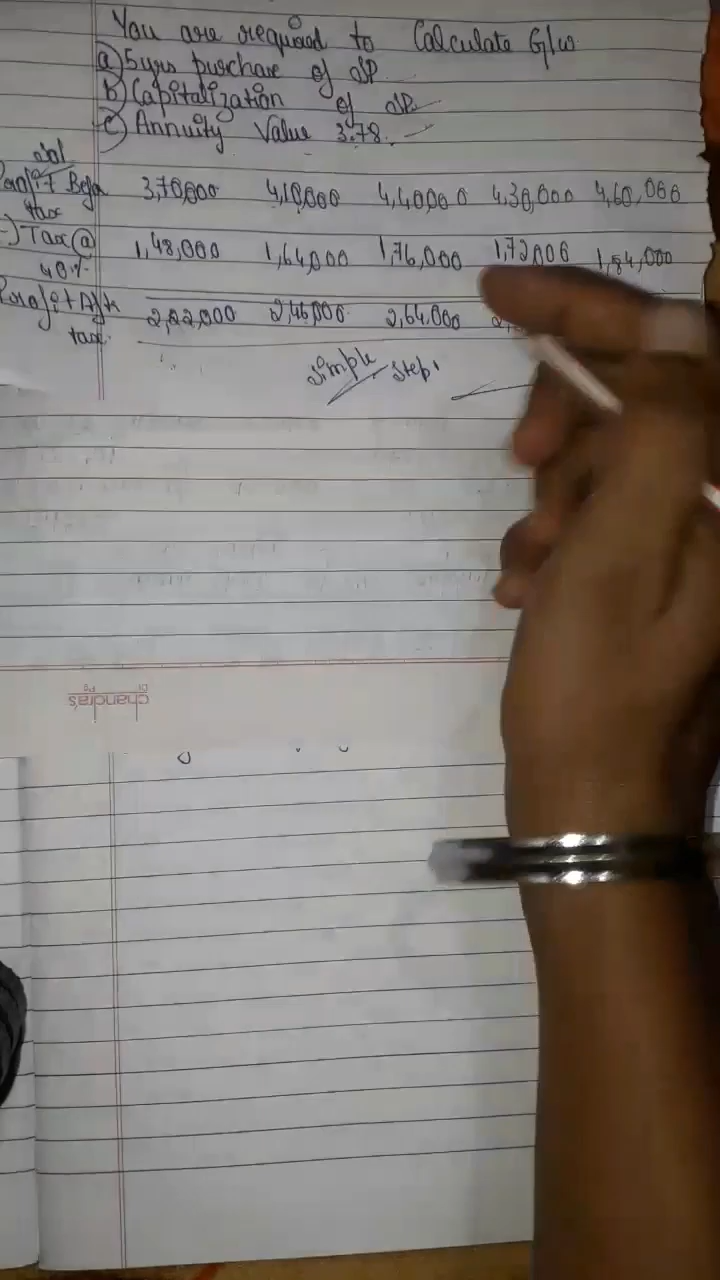 You are required to Calculate G/w
a) 5yrs purchase of SP
b) Capitalization of SP
c) Annuity Value 3.78.
Sol
Profit Before tax 3,70,000 4,10,000 4,40,000 4,30,000 4,60,000
(-) Tax @ 40% 1,48,000 1,64,000 1,76,000 1,72,000 1,84,000
Profit Aft tax 2,22,000 2,46,000 2,64,000
Simple step
chandra's